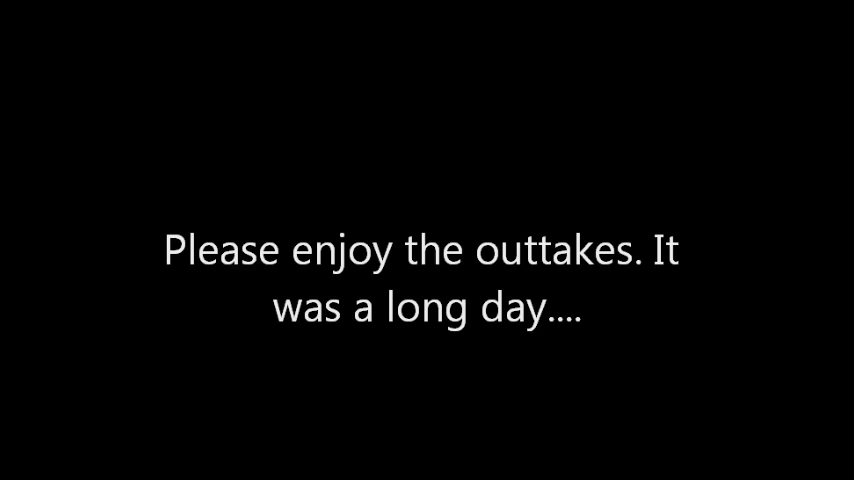 Please enjoy the outtakes. It
was a long day....